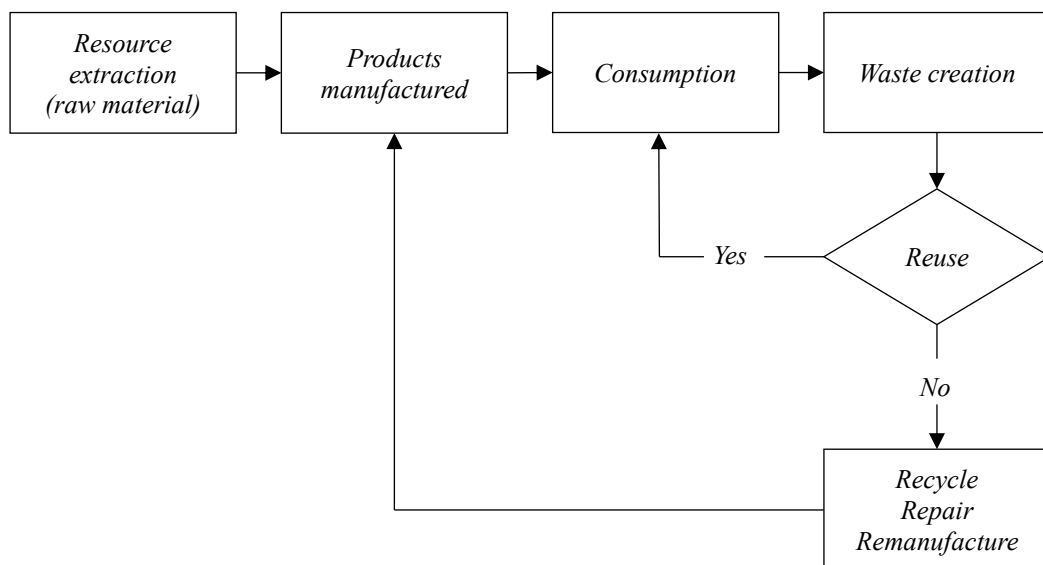 Resource
extraction
(raw material)
Products
manufactured
Consumption
Waste creation
Yes
Reuse
No
Recycle
Repair
Remanufacture